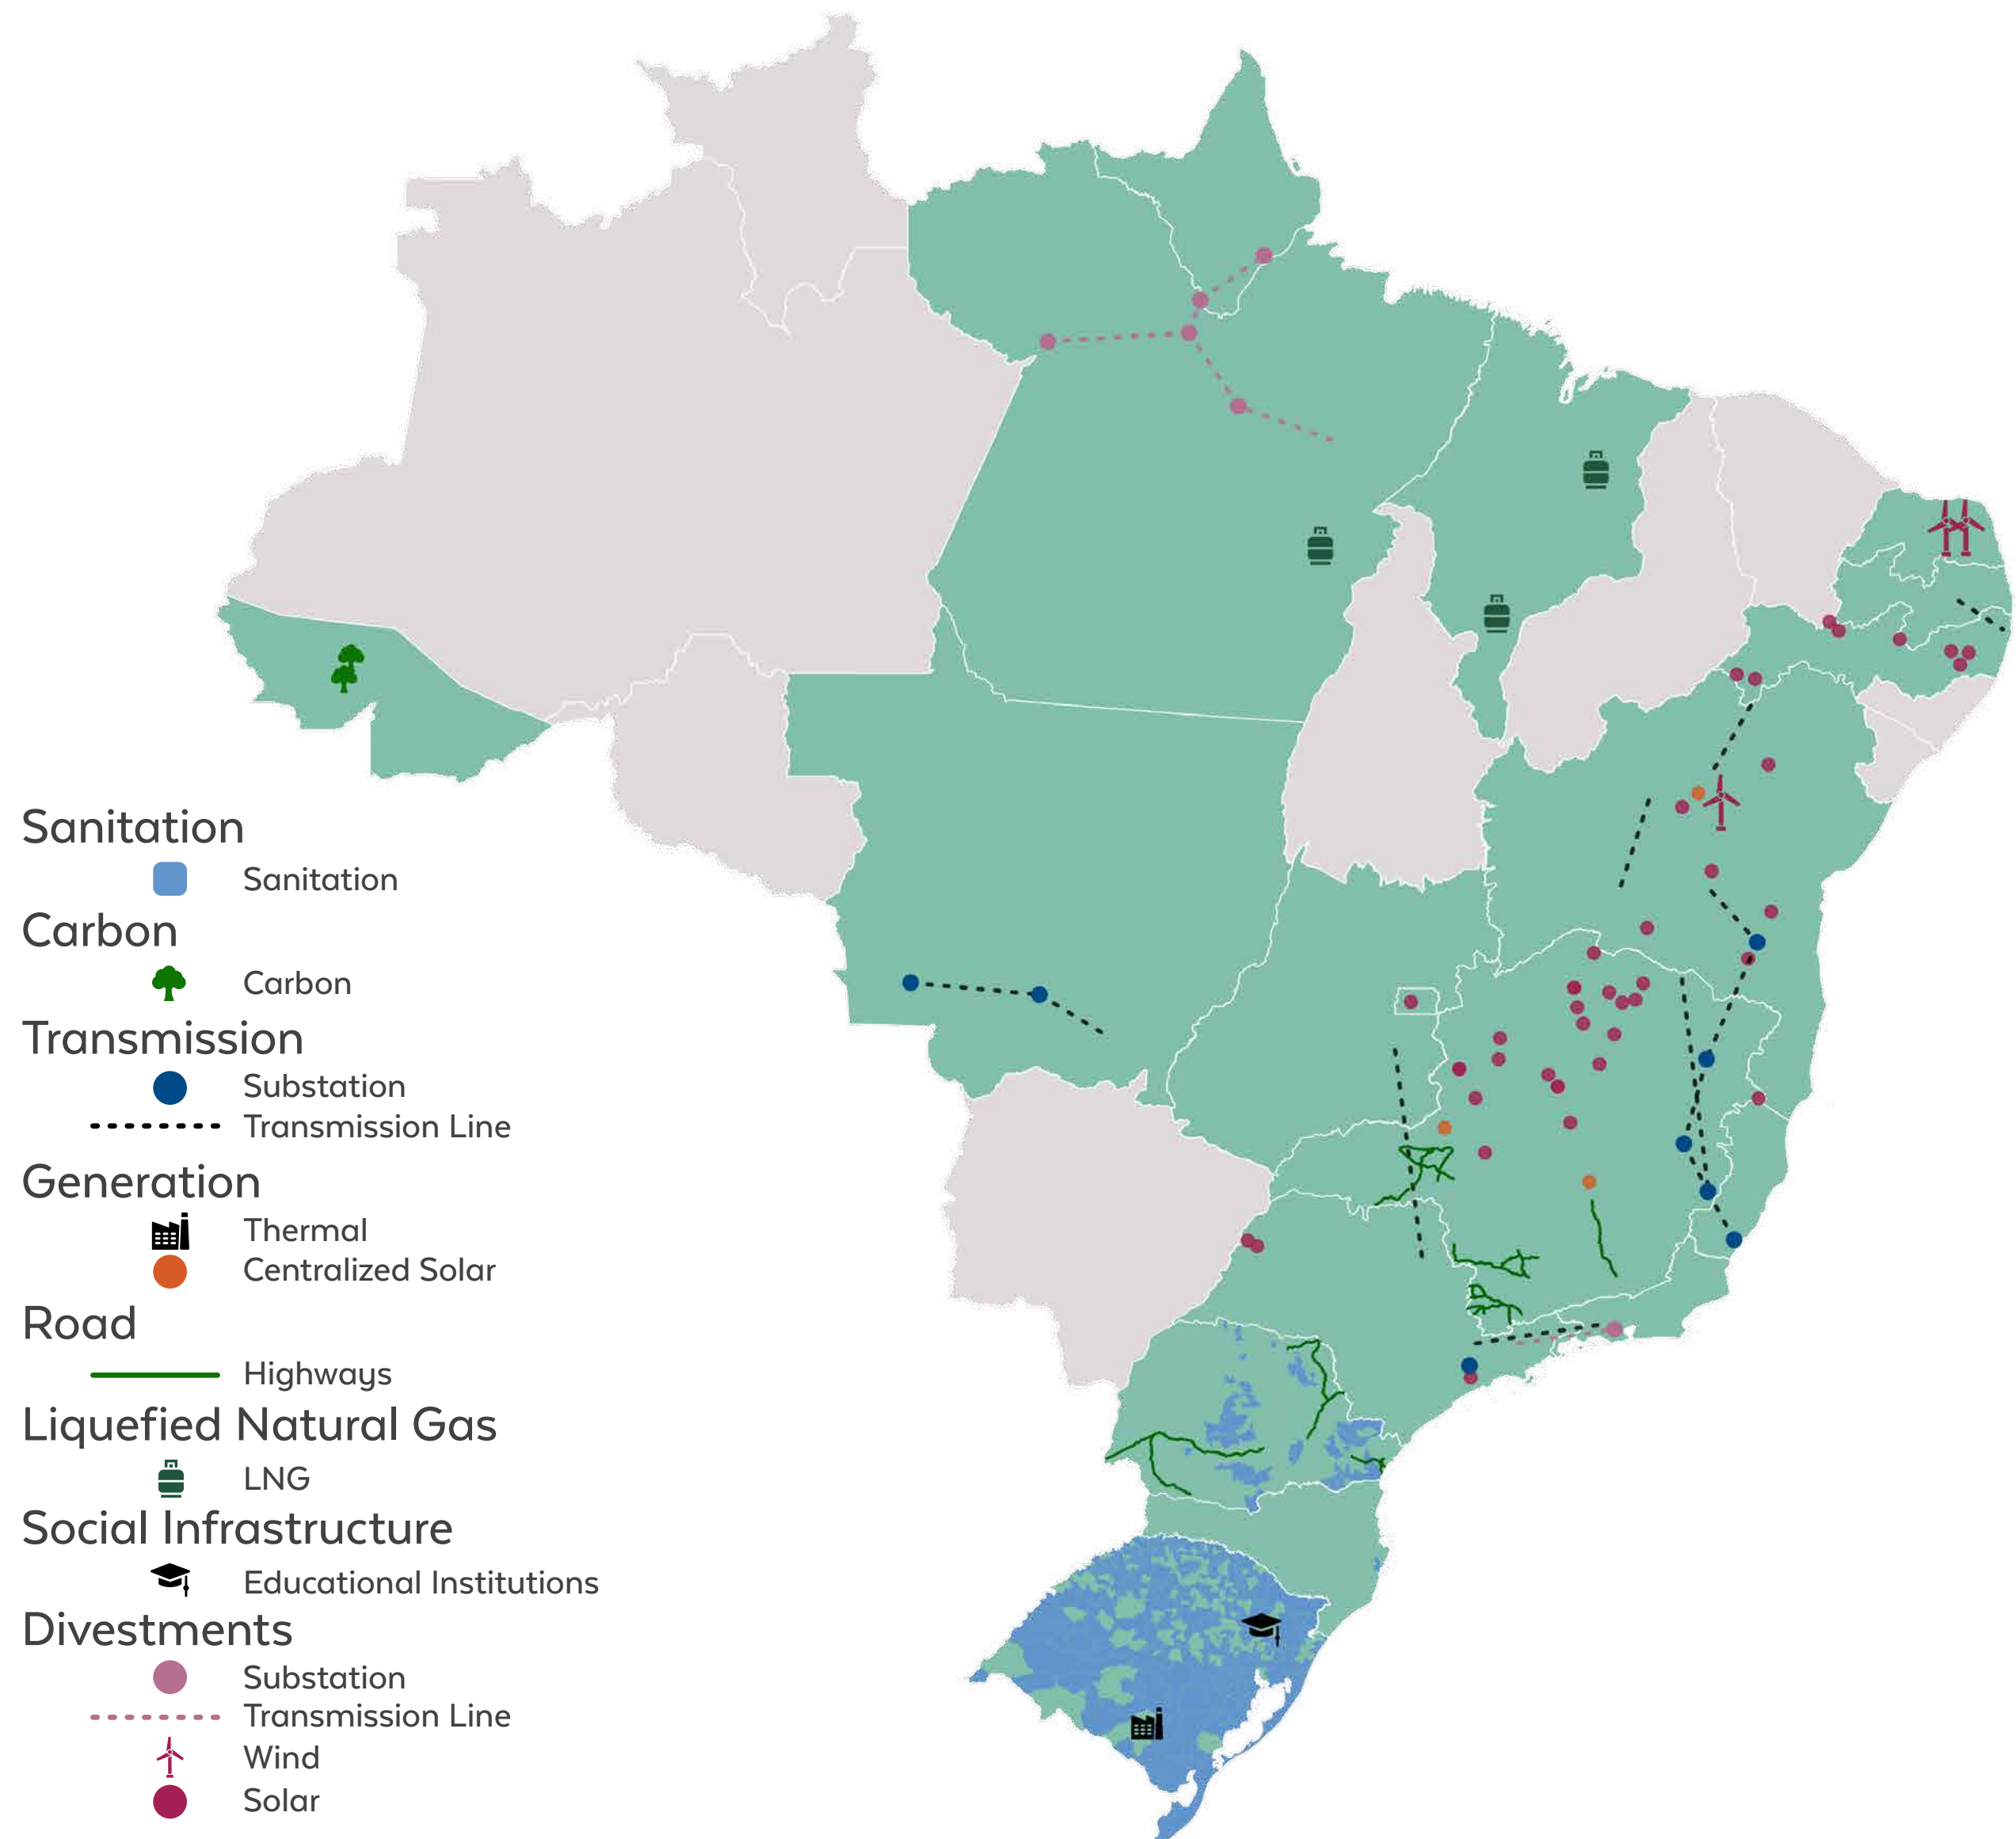 Sanitation
Sanitation
Carbon
Carbon
Transmission
Substation
Transmission Line
Generation
Thermal
Centralized Solar
Road
Highways
Liquefied Natural Gas
LNG
Social Infrastructure
Educational Institutions
Divestments
Substation
Transmission Line
Wind
Solar